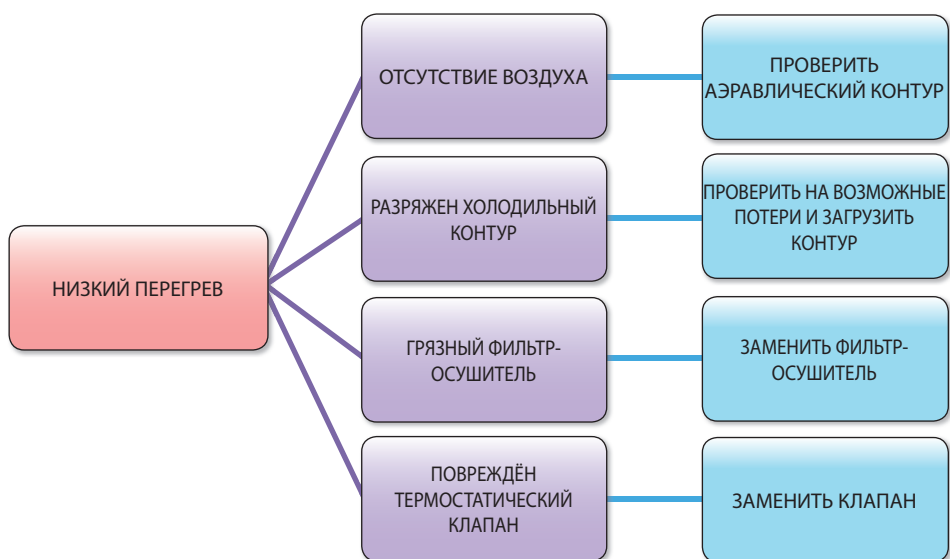 ОТСУТСТВИЕ ВОЗДУХА
ПРОВЕРИТЬ
АЭРАВЛИЧЕСКИЙ КОНТУР
РАЗРЯЖЕН ХОЛОДИЛЬНЫЙ
КОНТУР
ПРОВЕРИТЬ НА ВОЗМОЖНЫЕ
ПОТЕРИ И ЗАГРУЗИТЬ
КОНТУР
НИЗКИЙ ПЕРЕГРЕВ
ГРЯЗНЫЙ ФИЛЬТР-
ОСУШИТЕЛЬ
ЗАМЕНИТЬ ФИЛЬТР-
ОСУШИТЕЛЬ
ПОВРЕЖДЁН
ТЕРМОСТАТИЧЕСКИЙ
КЛАПАН
ЗАМЕНИТЬ КЛАПАН